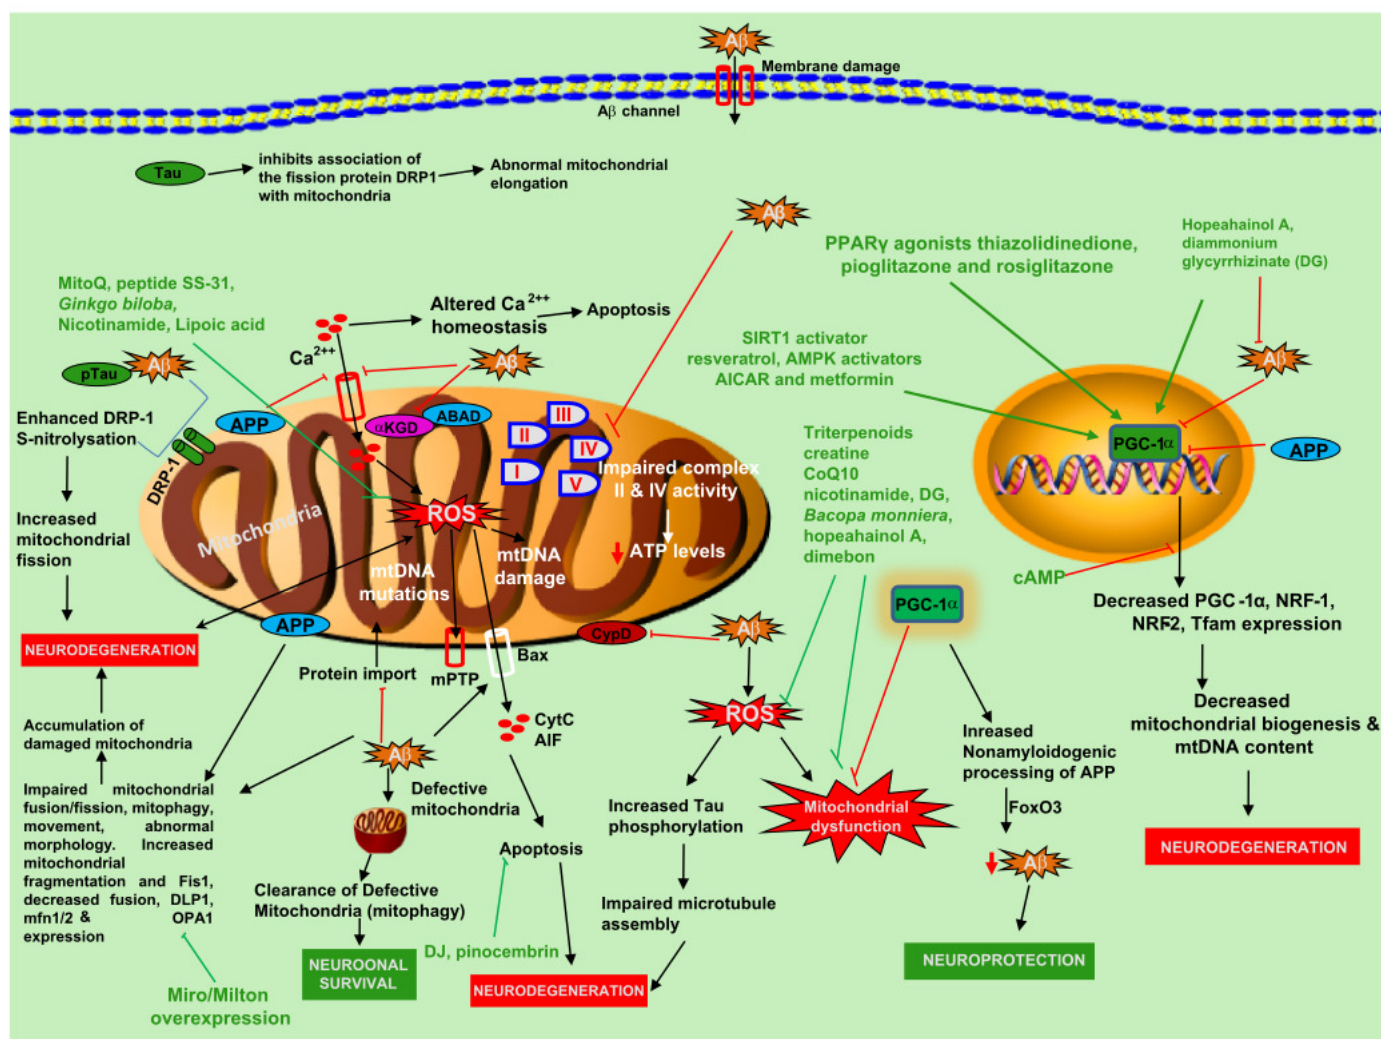 Aβ
Membrane damage
Aβ channel
Tau
inhibits association of
the fission protein DRP1
with mitochondria
Abnormal mitochondrial
elongation
Aβ
PPARγ agonists thiazolidinedione,
pioglitazone and rosiglitazone
Hopeahainol A,
diammonium
glycyrrhizinate (DG)
MitoQ, peptide SS-31,
Ginkgo biloba,
Nicotinamide, Lipoic acid
Altered Ca2++
homeostasis
Apoptosis
Ca2++
SIRT1 activator
resveratrol, AMPK activators
AICAR and metformin
pTau
Aβ
Aβ
Aβ
Enhanced DRP-1
S-nitrolysation
DRP-1
APP
αKGD
ABAD
I
II
III
IV
V
Impaired complex
II & IV activity
ATP levels
Triterpenoids
creatine
CoQ10
nicotinamide, DG,
Bacopa monniera,
hopeahainol A,
dimebon
PGC-1α
APP
Increased
mitochondrial
fission
Mitochondria
ROS
mtDNA
damage
mtDNA
mutations
cAMP
PGC-1α
Decreased PGC-1α, NRF-1,
NRF2, Tfam expression
NEURODEGENERATION
APP
CypD
Aβ
Protein import
mPTP
Bax
Accumulation of
damaged mitochondria
CytC
AIF
ROS
Decreased
mitochondrial biogenesis &
mtDNA content
Inreased
Nonamyloidogenic
processing of APP
Aβ
Defective
mitochondria
Impaired mitochondrial
fusion/fission, mitophagy,
movement, abnormal
morphology. Increased
mitochondrial
fragmentation and Fis1,
decreased fusion, DLP1,
mfn1/2 & OPA1
expression
Increased Tau
phosphorylation
Mitochondrial
dysfunction
FoxO3
Aβ
Apoptosis
NEURODEGENERATION
Clearance of Defective
Mitochondria (mitophagy)
Impaired microtubule
assembly
DJ, pinocembrin
NEUROONAL
SURVIVAL
NEURODEGENERATION
NEUROPROTECTION
Miro/Milton
overexpression